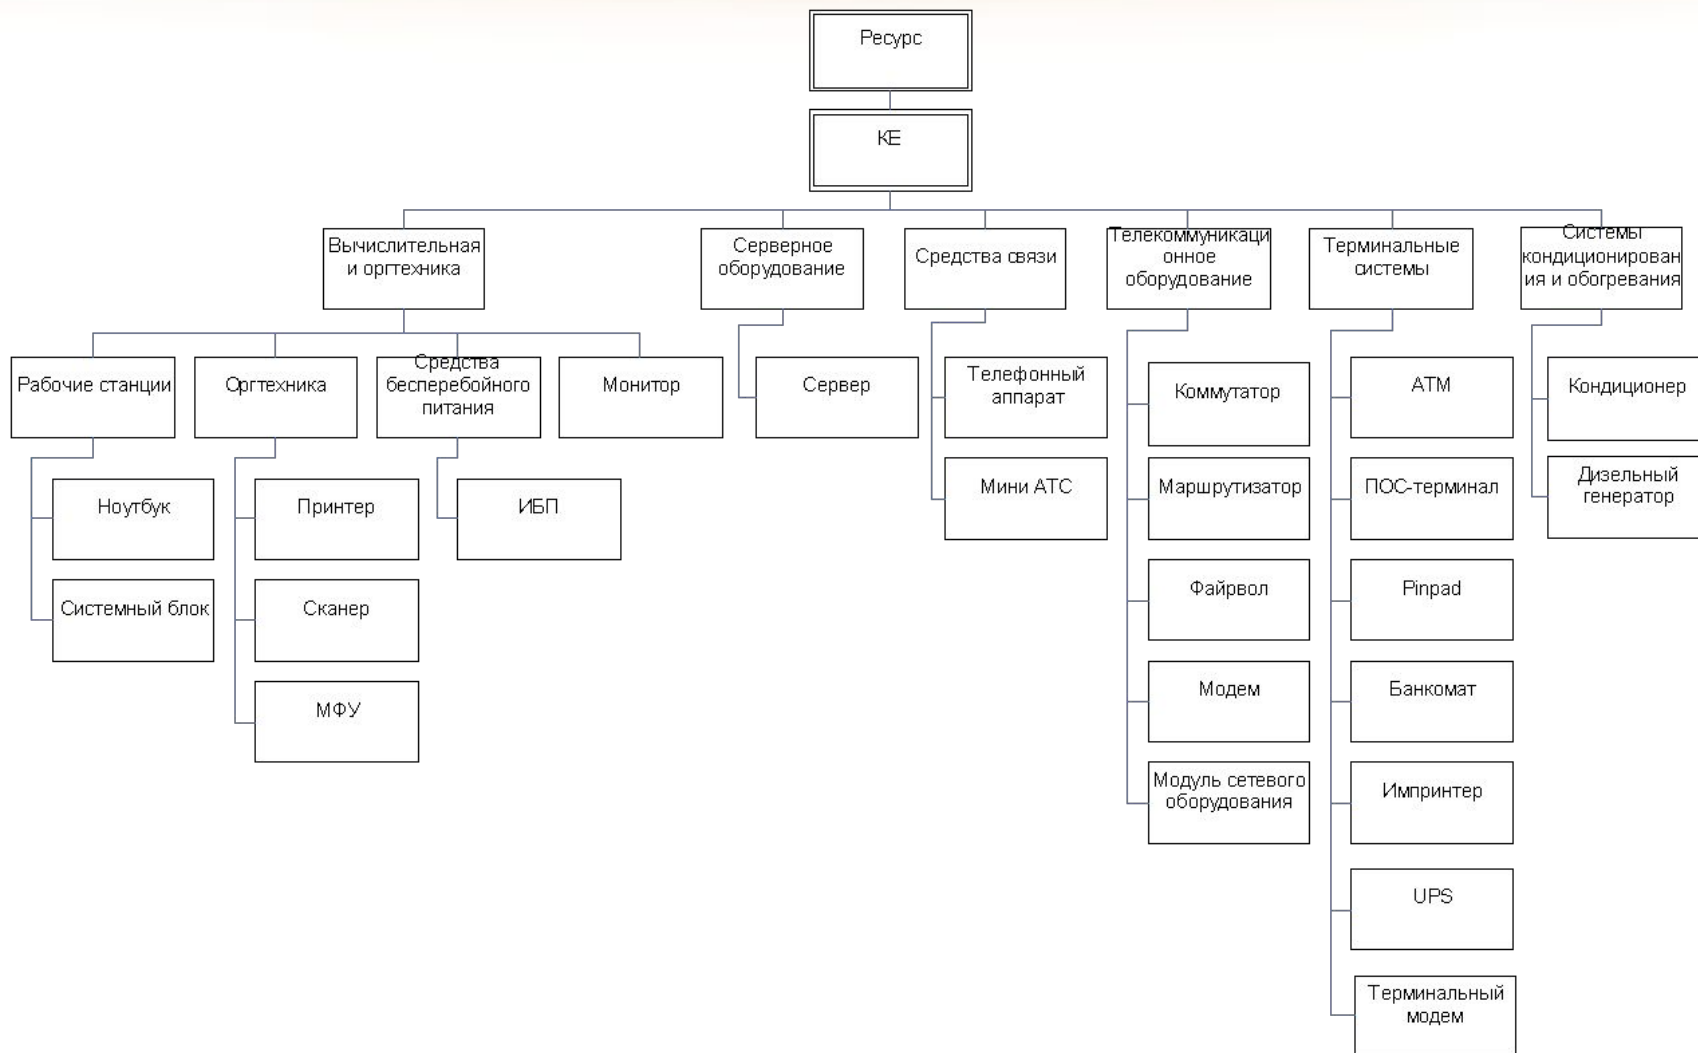 Ресурс
КЕ
Вычислительная
и оргтехника
Серверное
оборудование
Средства связи
Телекоммуникаци
онное
оборудование
Терминальные
системы
Системы
кондиционирован
ия и обогревания
Рабочие станции
Оргтехника
Средства
бесперебойного
питания
Монитор
Сервер
Телефонный
аппарат
Коммутатор
АТМ
Кондиционер
Ноутбук
Принтер
ИБП
Мини АТС
Маршрутизатор
ПОС-терминал
Дизельный
генератор
Системный блок
Сканер
Файрвол
Pinpad
МФУ
Модем
Банкомат
Модуль сетевого
оборудования
Импринтер
UPS
Терминальный
модем